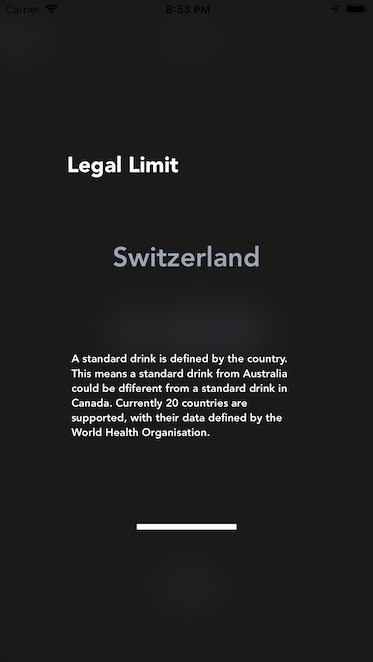 Carrier 8:53 PM
Legal Limit
Switzerland
A standard drink is defined by the country.
This means a standard drink from Australia
could be dfiferent from a standard drink in
Canada. Currently 20 countries are
supported, with their data defined by the
World Health Organisation.